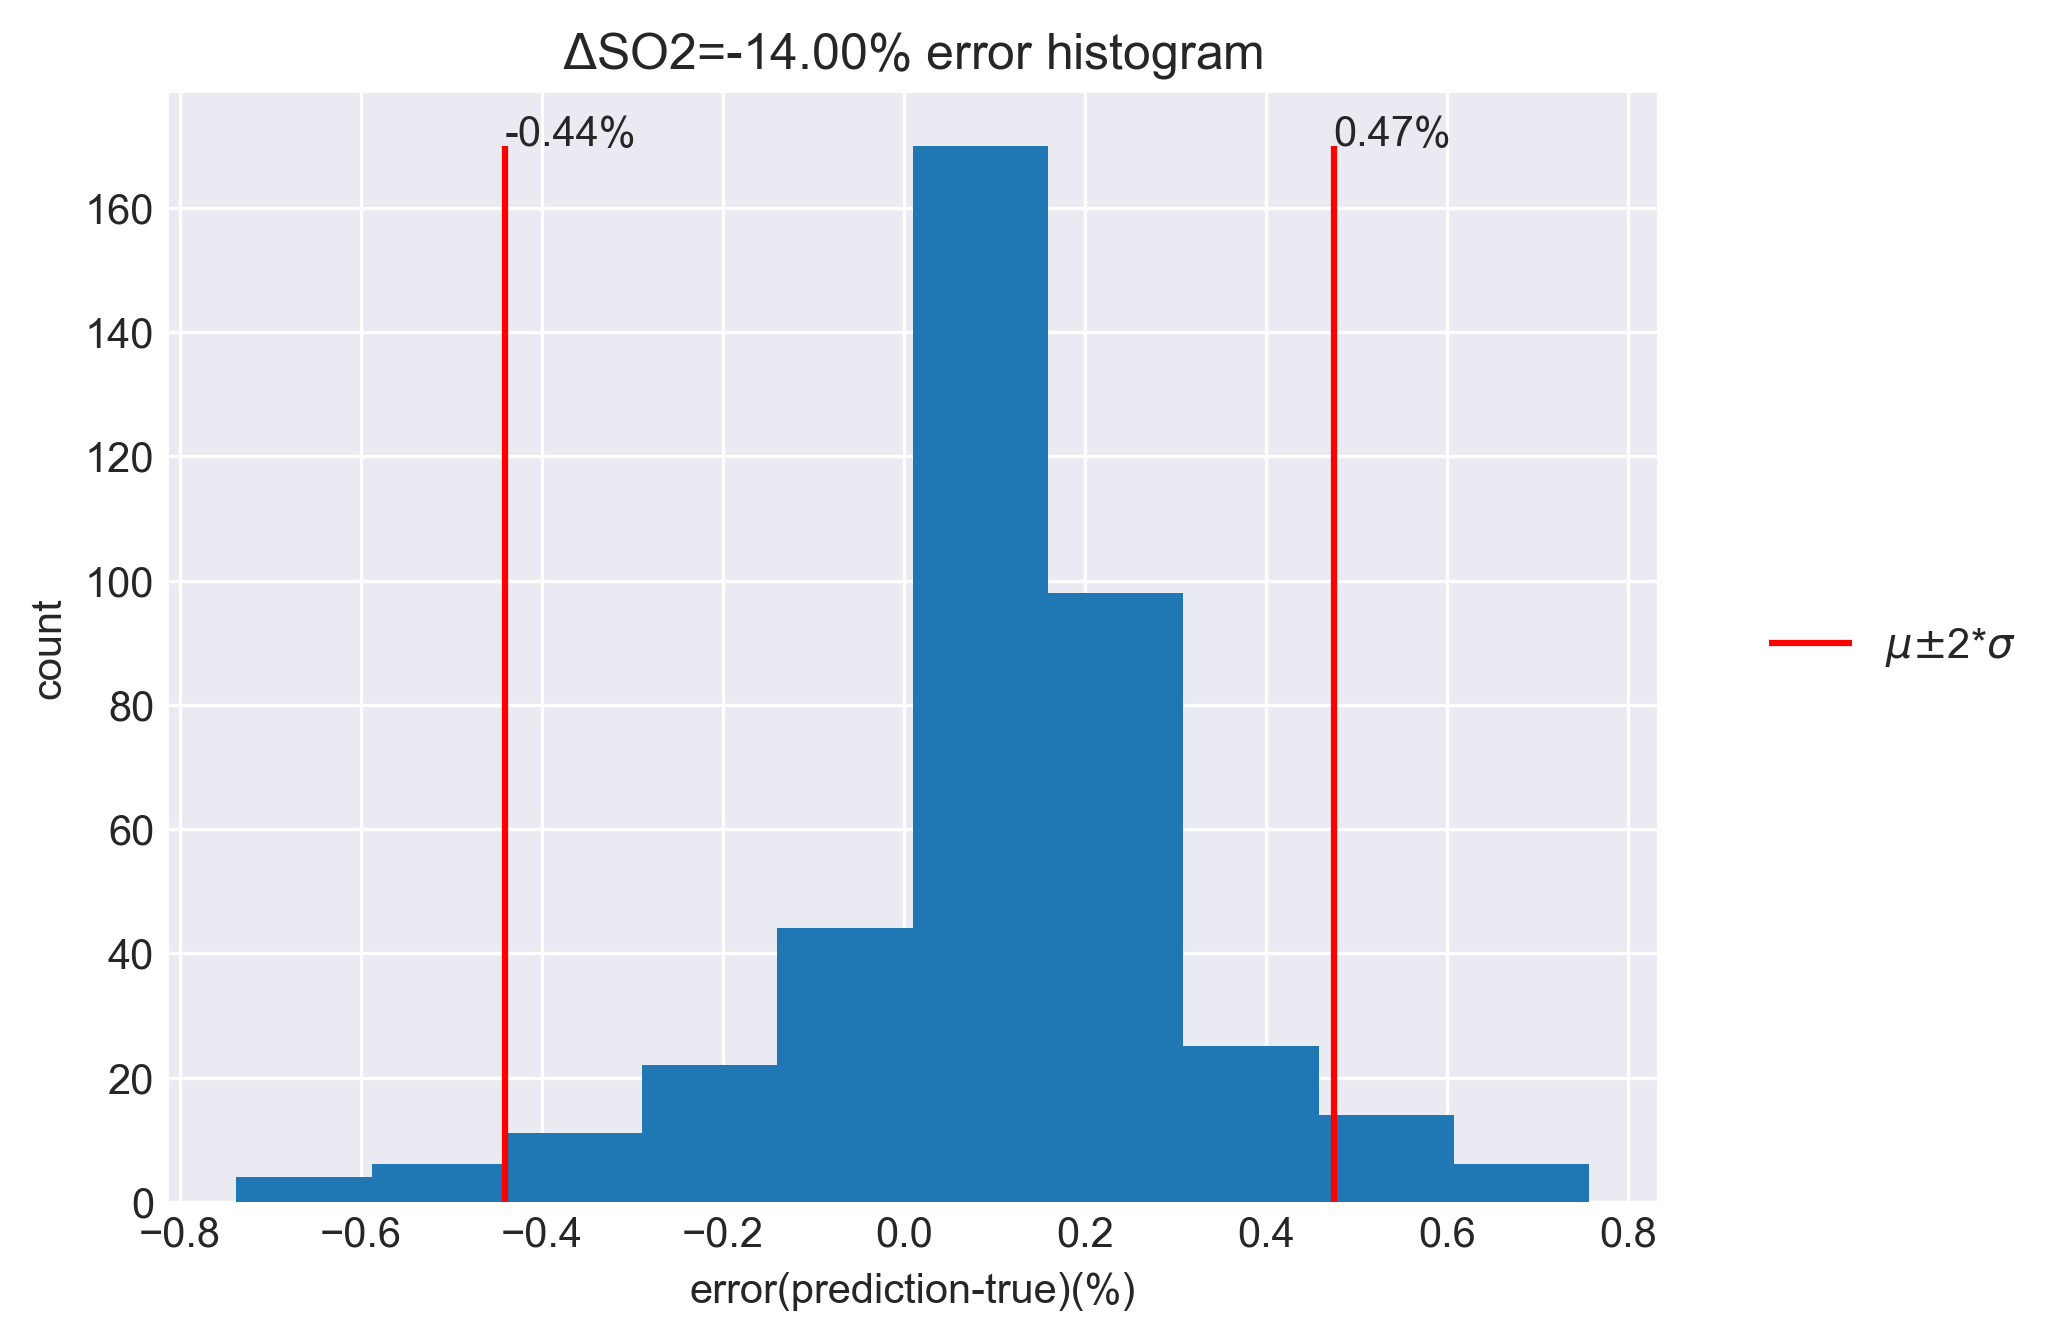 ΔSO2=-14.00% error histogram
-0.44%
0.47%
160
140
120
100
80
60
40
20
0
count
−0.8 −0.6 −0.4 −0.2 0.0 0.2 0.4 0.6 0.8
error(prediction-true)(%)
μ±2*σ